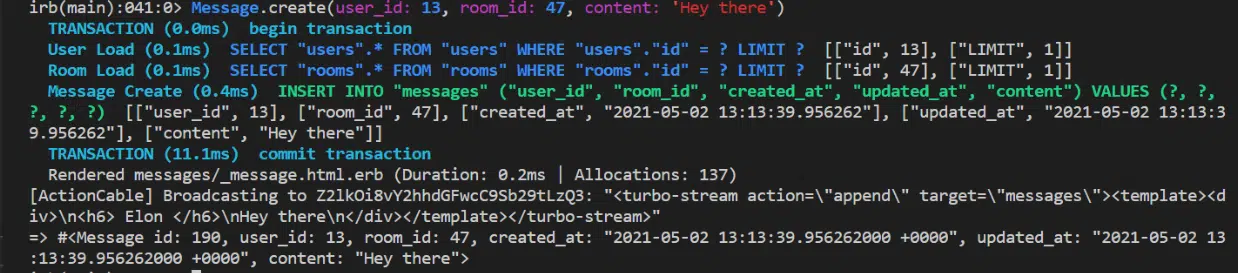 irb(main):041:0> Message.create(user_id: 13, room_id: 47, content: 'Hey there')
  TRANSACTION (0.0ms)  begin transaction
  User Load (0.1ms)  SELECT "users".* FROM "users" WHERE "users"."id" = ? LIMIT ?  [["id", 13], ["LIMIT", 1]]
  Room Load (0.1ms)  SELECT "rooms".* FROM "rooms" WHERE "rooms"."id" = ? LIMIT ?  [["id", 47], ["LIMIT", 1]]
  Message Create (0.4ms)  INSERT INTO "messages" ("user_id", "room_id", "created_at", "updated_at", "content") VALUES (?, ?,
?, ?, ?)  [["user_id", 13], ["room_id", 47], ["created_at", "2021-05-02 13:13:39.956262"], ["updated_at", "2021-05-02 13:13:3
9.956262"], ["content", "Hey there"]]
  TRANSACTION (11.1ms)  commit transaction
  Rendered messages/_message.html.erb (Duration: 0.2ms | Allocations: 137)
[ActionCable] Broadcasting to Z2lkOi8vY2hhdGFwcC9Sb29tLzQ3: "<turbo-stream action=\"append\" target=\"messages\"><template><d
iv>\n<h6> Elon </h6>\nHey there\n</div></template></turbo-stream>"
=> #<Message id: 190, user_id: 13, room_id: 47, created_at: "2021-05-02 13:13:39.956262000 +0000", updated_at: "2021-05-02 13
:13:39.956262000 +0000", content: "Hey there">